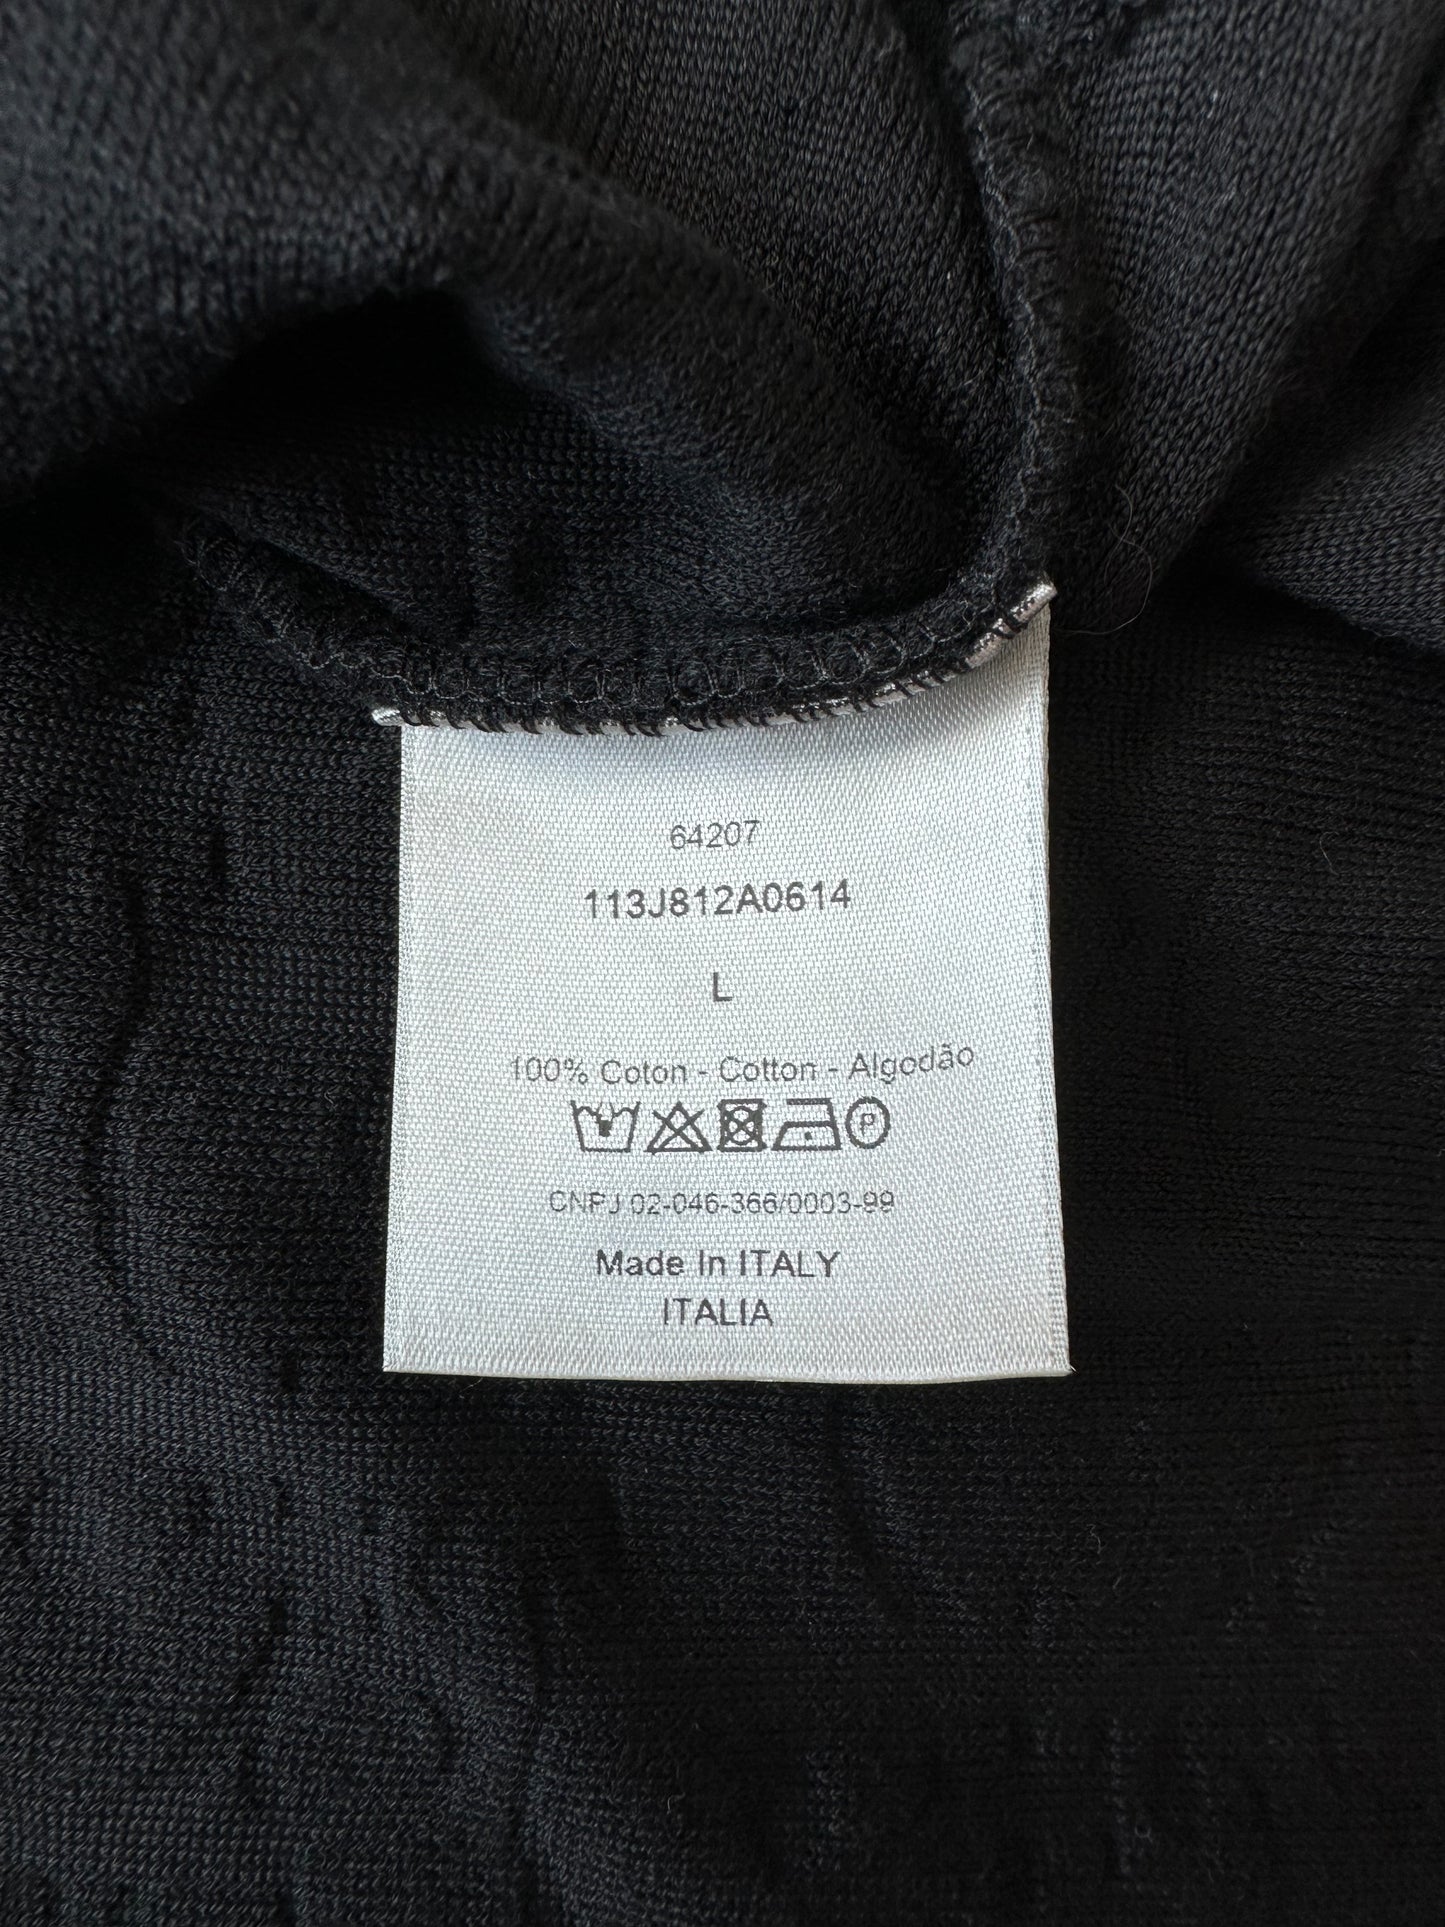 64207
113J812A0614
L
100% Coton - Cotton - Algodão
P
CNPJ 02-046-366/0003-99
Made In ITALY
ITALIA